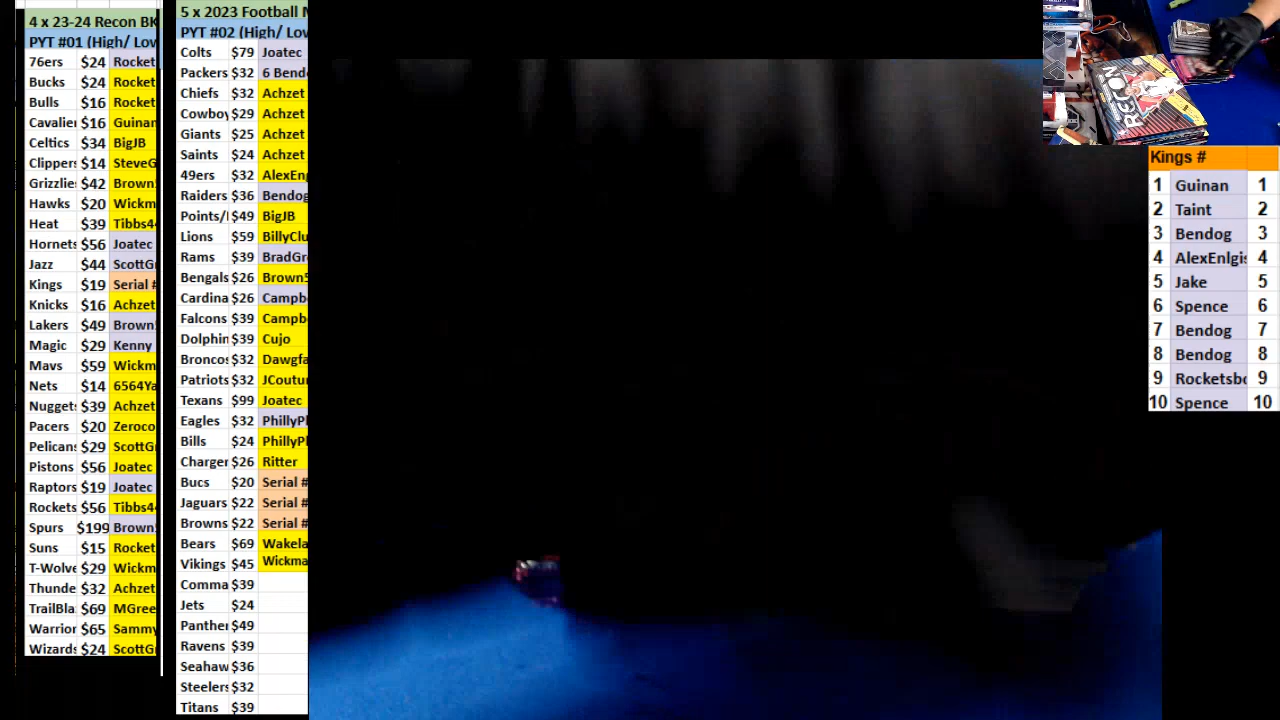 4 x 23-24 Recon BK
PYT #01 (High/ Lov
76ers $24 Rocket
Bucks $24 Rocket
Bulls $16 Rocket
Cavalier $16 Guinan
Celtics $34 BigJB
Clippers $14 SteveG
Grizzlie $42 Brown
Hawks $20 Wickm
Heat $39 Tibbs4
Hornets $56 Joatec
Jazz $44 ScottG
Kings $19 Serial #
Knicks $16 Achzet
Lakers $49 Brown
Magic $29 Kenny
Mavs $59 Wickm
Nets $14 6564Ya
Nuggets $39 Achzet
Pacers $20 Zeroco
Pelicans $29 ScottG
Pistons $56 Joatec
Raptors $19 Joatec
Rockets $56 Tibbs4
Spurs $199 Brown
Suns $15 Rocket
T-Wolve $29 Wickm
Thunde $32 Achzet
TrailBla $69 MGree
Warrior $65 Sammy
Wizards $24 ScottG
5 x 2023 Football N
PYT #02 (High/ Lov
Colts $79 Joatec
Packers $32 6 Bend
Chiefs $32 Achzet
Cowboy $29 Achzet
Giants $25 Achzet
Saints $24 Achzet
49ers $32 AlexEng
Raiders $36 Bendog
Points/ $49 BigJB
Lions $59 BillyClu
Rams $39 BradGr
Bengals $26 Brown5
Cardina $26 Campb
Falcons $39 Campb
Dolphin $39 Cujo
Broncos $32 Dawgfa
Patriots $32 JCoutu
Texans $99 Joatec
Eagles $32 PhillyPl
Bills $24 PhillyPl
Charger $26 Ritter
Bucs $20 Serial #
Jaguars $22 Serial #
Browns $22 Serial #
Bears $69 Wakela
Vikings $45 Wickma
Comma $39
Jets $24
Panthe $49
Ravens $39
Seahaw $36
Steelers $32
Titans $39
RECON
Kings #
1 Guinan 1
2 Taint 2
3 Bendog 3
4 AlexEnlgis 4
5 Jake 5
6 Spence 6
7 Bendog 7
8 Bendog 8
9 Rocketsbo 9
10 Spence 10